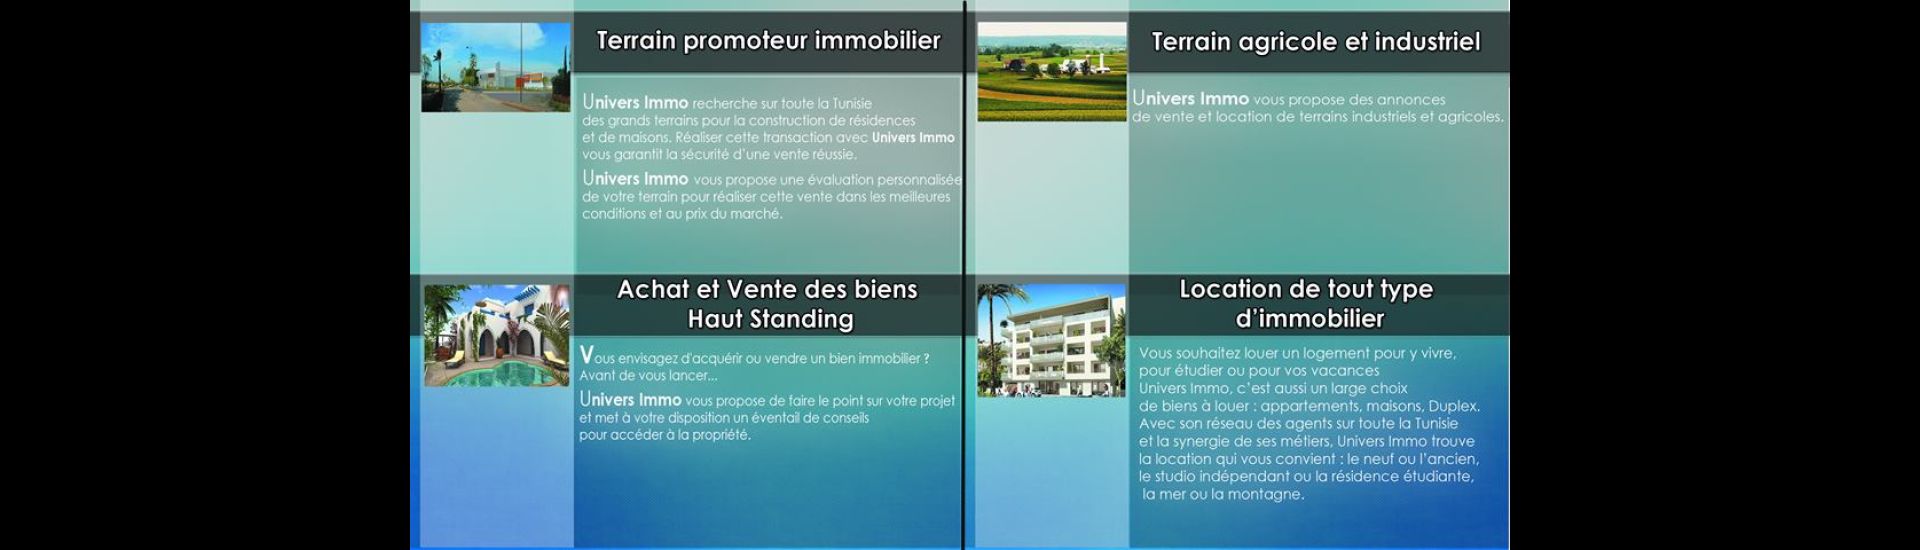 Terrain promoteur immobilier
Univers Immo recherche sur toute la Tunisie
des grands terrains pour la construction de résidences
et de maisons. Réaliser cette transaction avec Univers Immo
vous garantit la sécurité d'une vente réussie.
Univers Immo vous propose une évaluation personnalisée
de votre terrain pour réaliser cette vente dans les meilleures
conditions et au prix du marché.
Terrain agricole et industriel
Univers Immo vous propose des annonces
de vente et location de terrains industriels et agricoles.
Achat et Vente des biens
Haut Standing
Vous envisagez d'acquérir ou vendre un bien immobilier ?
Avant de vous lancer...
Univers Immo vous propose de faire le point sur votre projet
et met à votre disposition un éventail de conseils
pour accéder à la propriété.
Location de tout type
d'immobilier
Vous souhaitez louer un logement pour y vivre,
pour étudier ou pour vos vacances
Univers Immo, c'est aussi un large choix
de biens à louer : appartements, maisons, Duplex.
Avec son réseau des agents sur toute la Tunisie
et la synergie de ses métiers, Univers Immo trouve
la location qui vous convient : le neuf ou l'ancien,
le studio indépendant ou la résidence étudiante,
la mer ou la montagne.